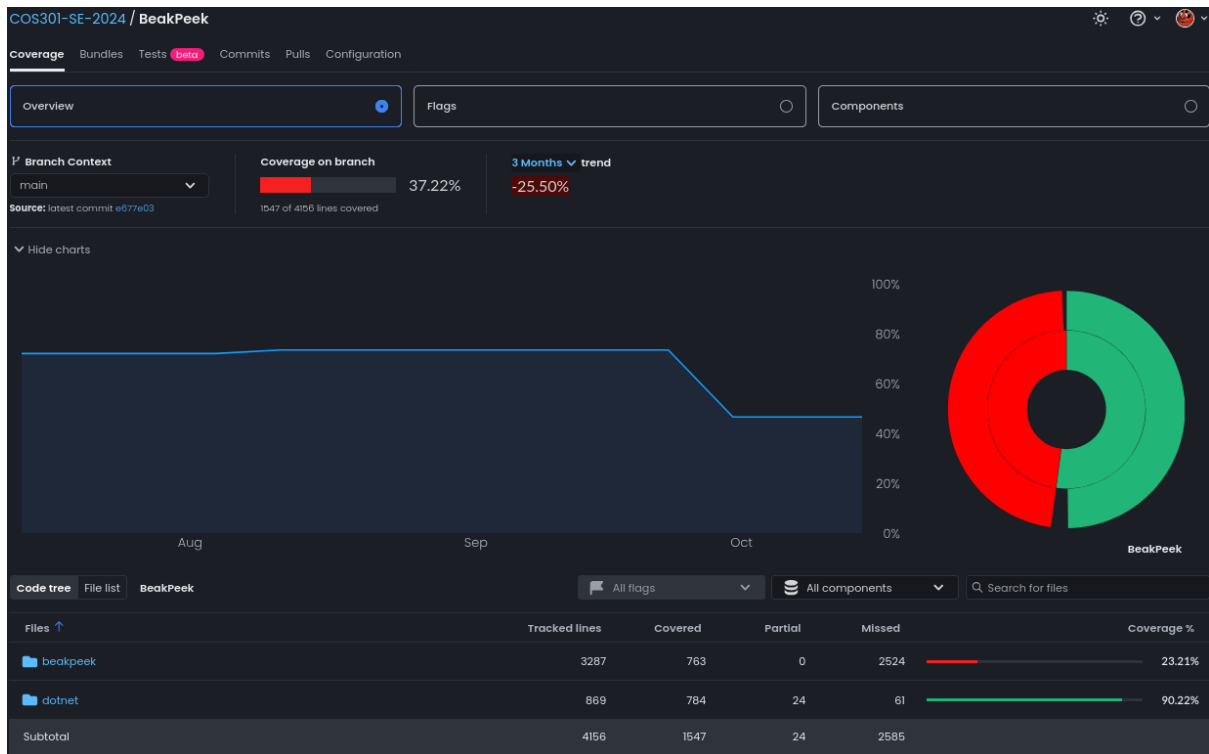 COS301-SE-2024 / BeakPeek
Coverage Bundles Tests beta Commits Pulls Configuration
Overview Flags Components
Branch Context Coverage on branch 3 Months trend
main 37.22% -25.50%
Source: latest commit e677e03 1547 of 4156 lines covered
Hide charts
100%
80%
60%
40%
20%
0%
Aug Sep Oct
BeakPeek
Code tree File list BeakPeek All flags All components Search for files
Files ↑ Tracked lines Covered Partial Missed Coverage %
beakpeek 3287 763 0 2524 23.21%
dotnet 869 784 24 61 90.22%
Subtotal 4156 1547 24 2585